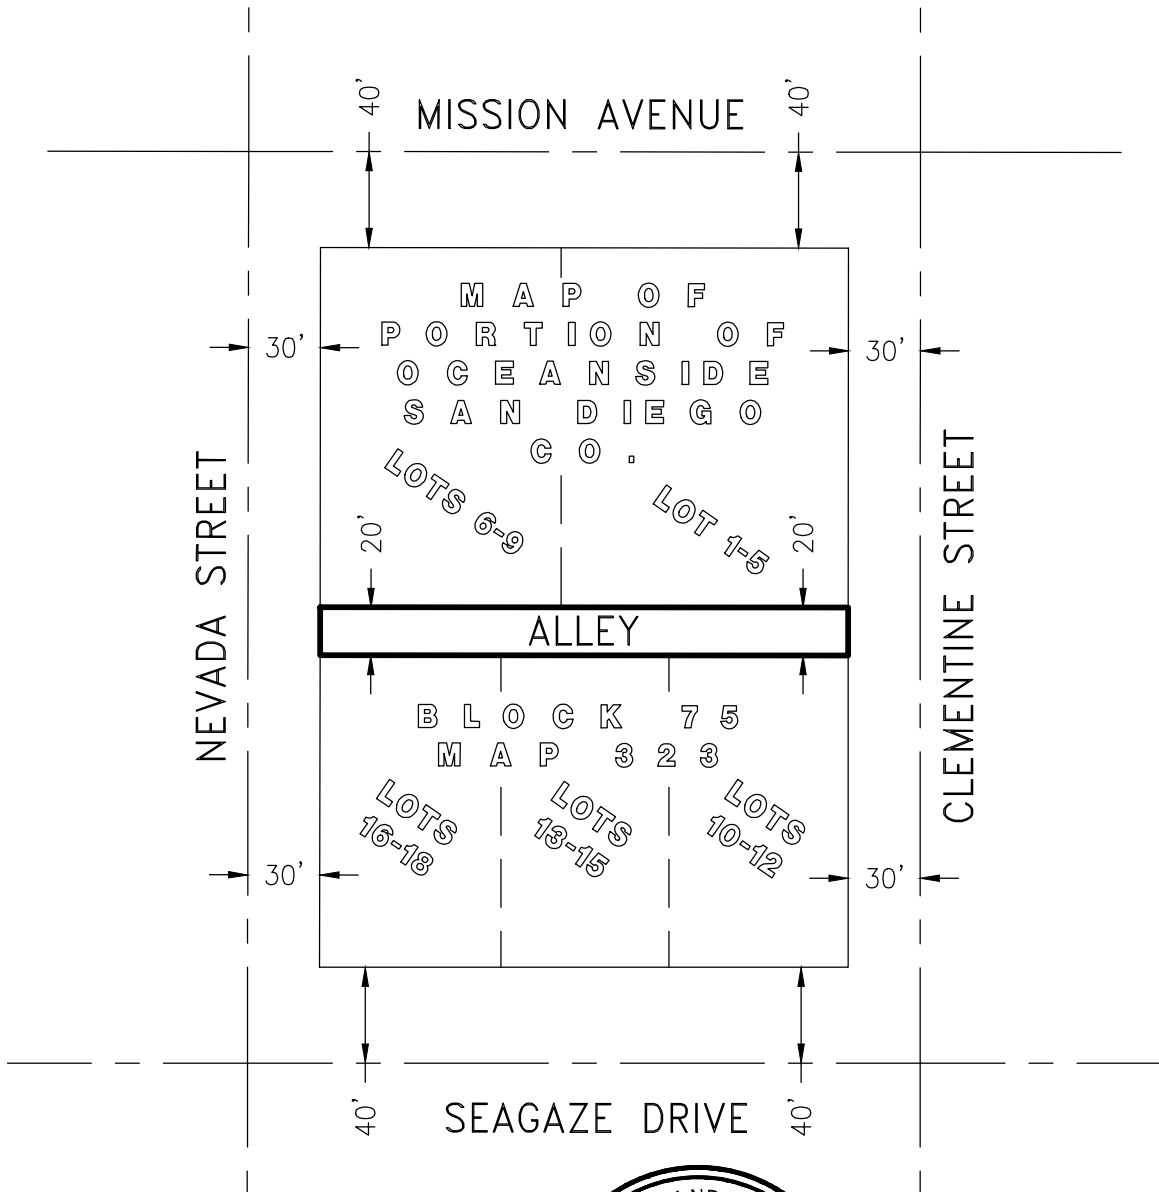 40'
MISSION AVENUE
40'
MAP OF
PORTION OF
OCEANSIDE
SAN DIEGO
CO.
30'
30'
LOTS 6-9
LOT 1-5
NEVADA STREET
CLEMENTINE STREET
20'
20'
ALLEY
BLOCK 75
MAP 323
LOTS
16-18
LOTS
13-15
LOTS
10-12
30'
30'
40'
SEAGAZE DRIVE
40'